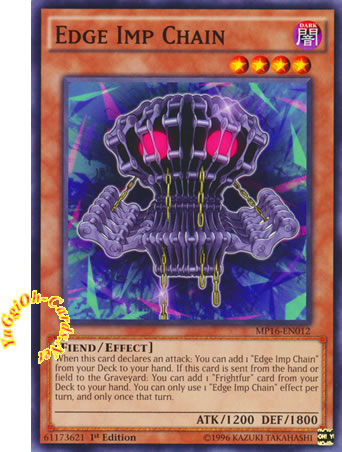 EDGE IMP CHAIN
DARK
闇
MP16-EN012
[FIEND/EFFECT]
When this card declares an attack: You can add 1 "Edge Imp Chain"
from your Deck to your hand. If this card is sent from the hand or
field to the Graveyard: You can add 1 "Frightfur" card from your
Deck to your hand. You can only use 1 "Edge Imp Chain" effect per
turn, and only once that turn.
ATK/1200 DEF/1800
61173621 1st Edition ©1996 KAZUKI TAKAHASHI